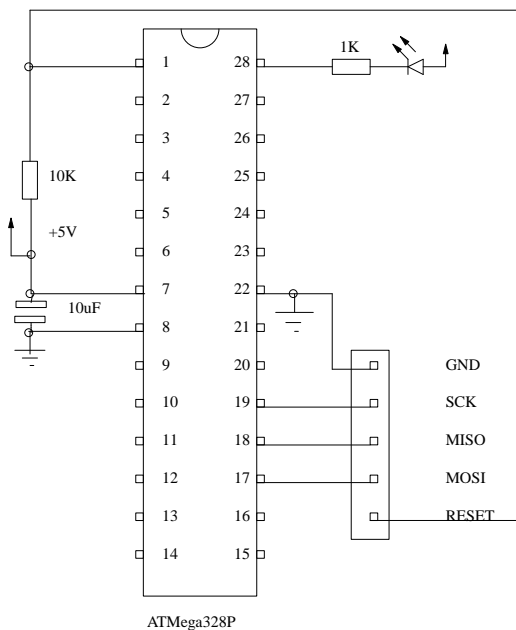 1K
1 28
2 27
3 26
4 25
10K
5 24
+5V
6 23
7 22
10uF
8 21
9 20 GND
10 19 SCK
11 18 MISO
12 17 MOSI
13 16 RESET
14 15
ATMega328P